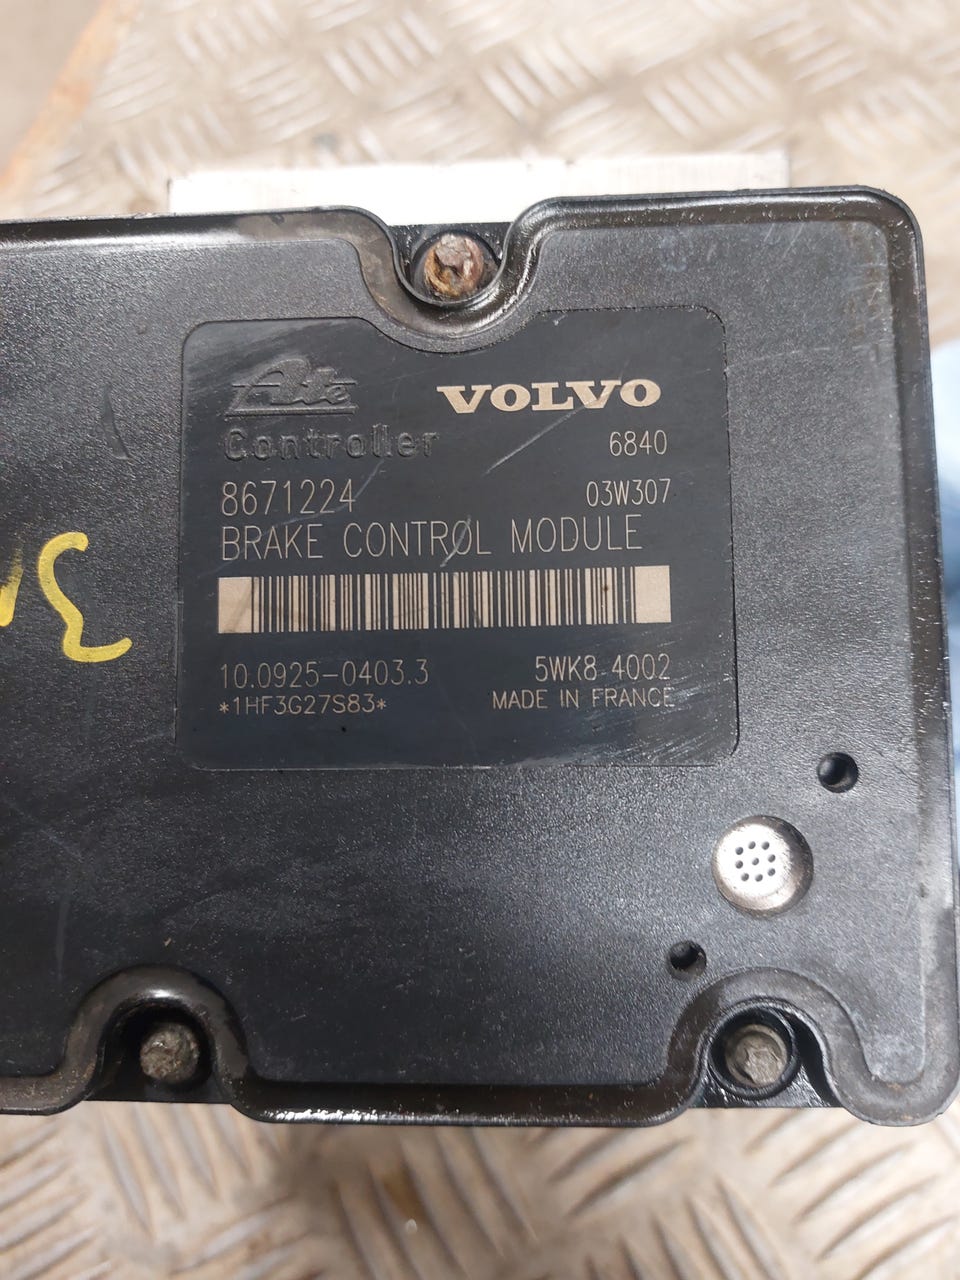 Ate VOLVO
Controller 6840
8671224 03W307
BRAKE CONTROL MODULE
10.0925-0403.3 5WK8 4002
*1HF3G27S83* MADE IN FRANCE
3